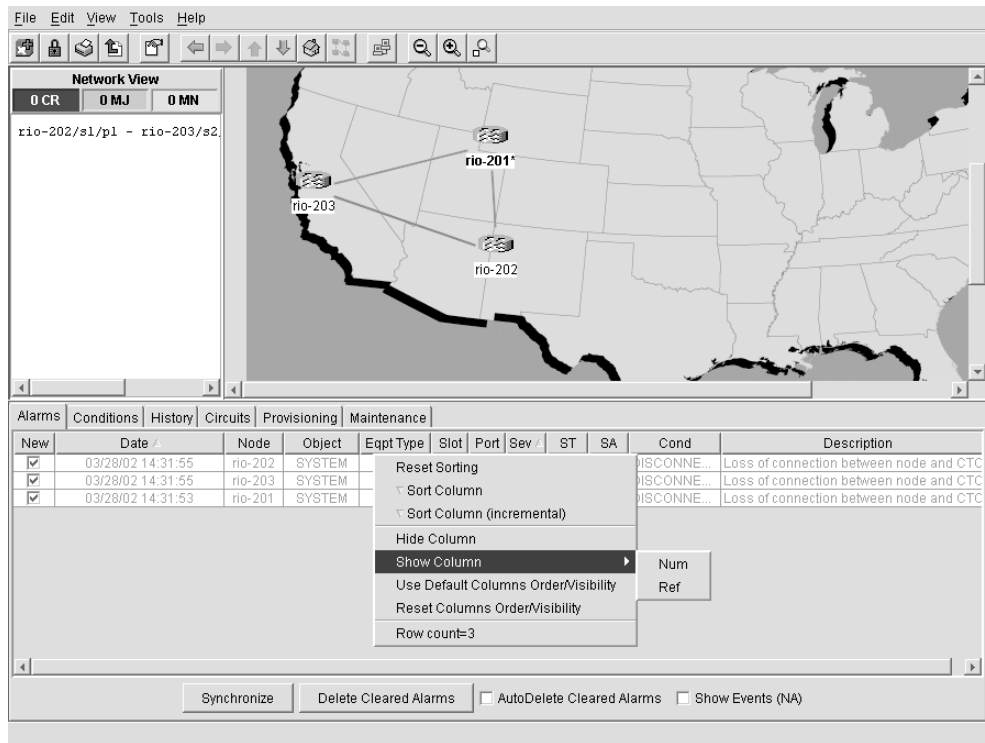 File Edit View Tools Help
Network View
0 CR 0 MJ 0 MN
rio-202/s1/p1 - rio-203/s2
rio-201*
rio-203
rio-202
Alarms Conditions History Circuits Provisioning Maintenance
New Date Node Object Eqpt Type Slot Port Sev ST SA Cond Description
03/28/02 14:31:55 rio-202 SYSTEM DISCONNE... Loss of connection between node and CTC
03/28/02 14:31:55 rio-203 SYSTEM DISCONNE... Loss of connection between node and CTC
03/28/02 14:31:53 rio-201 SYSTEM DISCONNE... Loss of connection between node and CTC
Reset Sorting
Sort Column
Sort Column (incremental)
Hide Column
Show Column
Num
Use Default Columns Order/Visibility
Ref
Reset Columns Order/Visibility
Row count=3
Synchronize Delete Cleared Alarms AutoDelete Cleared Alarms Show Events (NA)